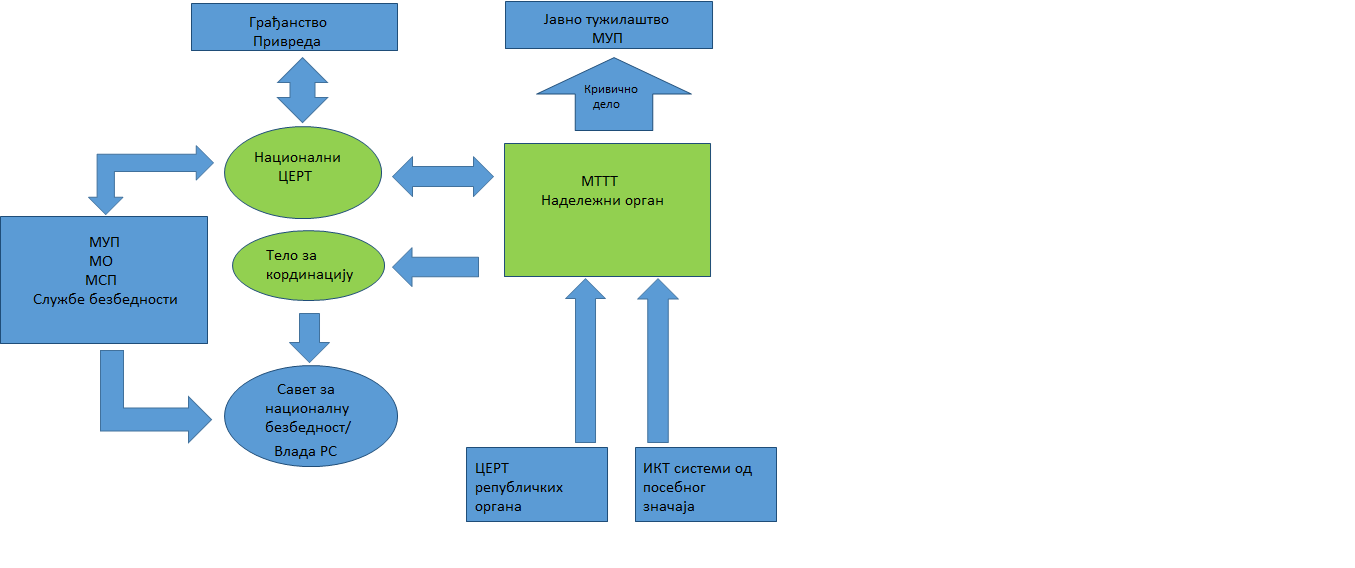 Грађанство
Привреда
Јавно тужилаштво
МУП
Кривично
дело
Национални
ЦЕРТ
МТТТ
Надележни орган
МУП
МО
МСП
Службе безбедности
Тело за
кординацију
Савет за
националну
безбедност/
Влада РС
ЦЕРТ
републичких
органа
ИКТ системи од
посебног
значаја